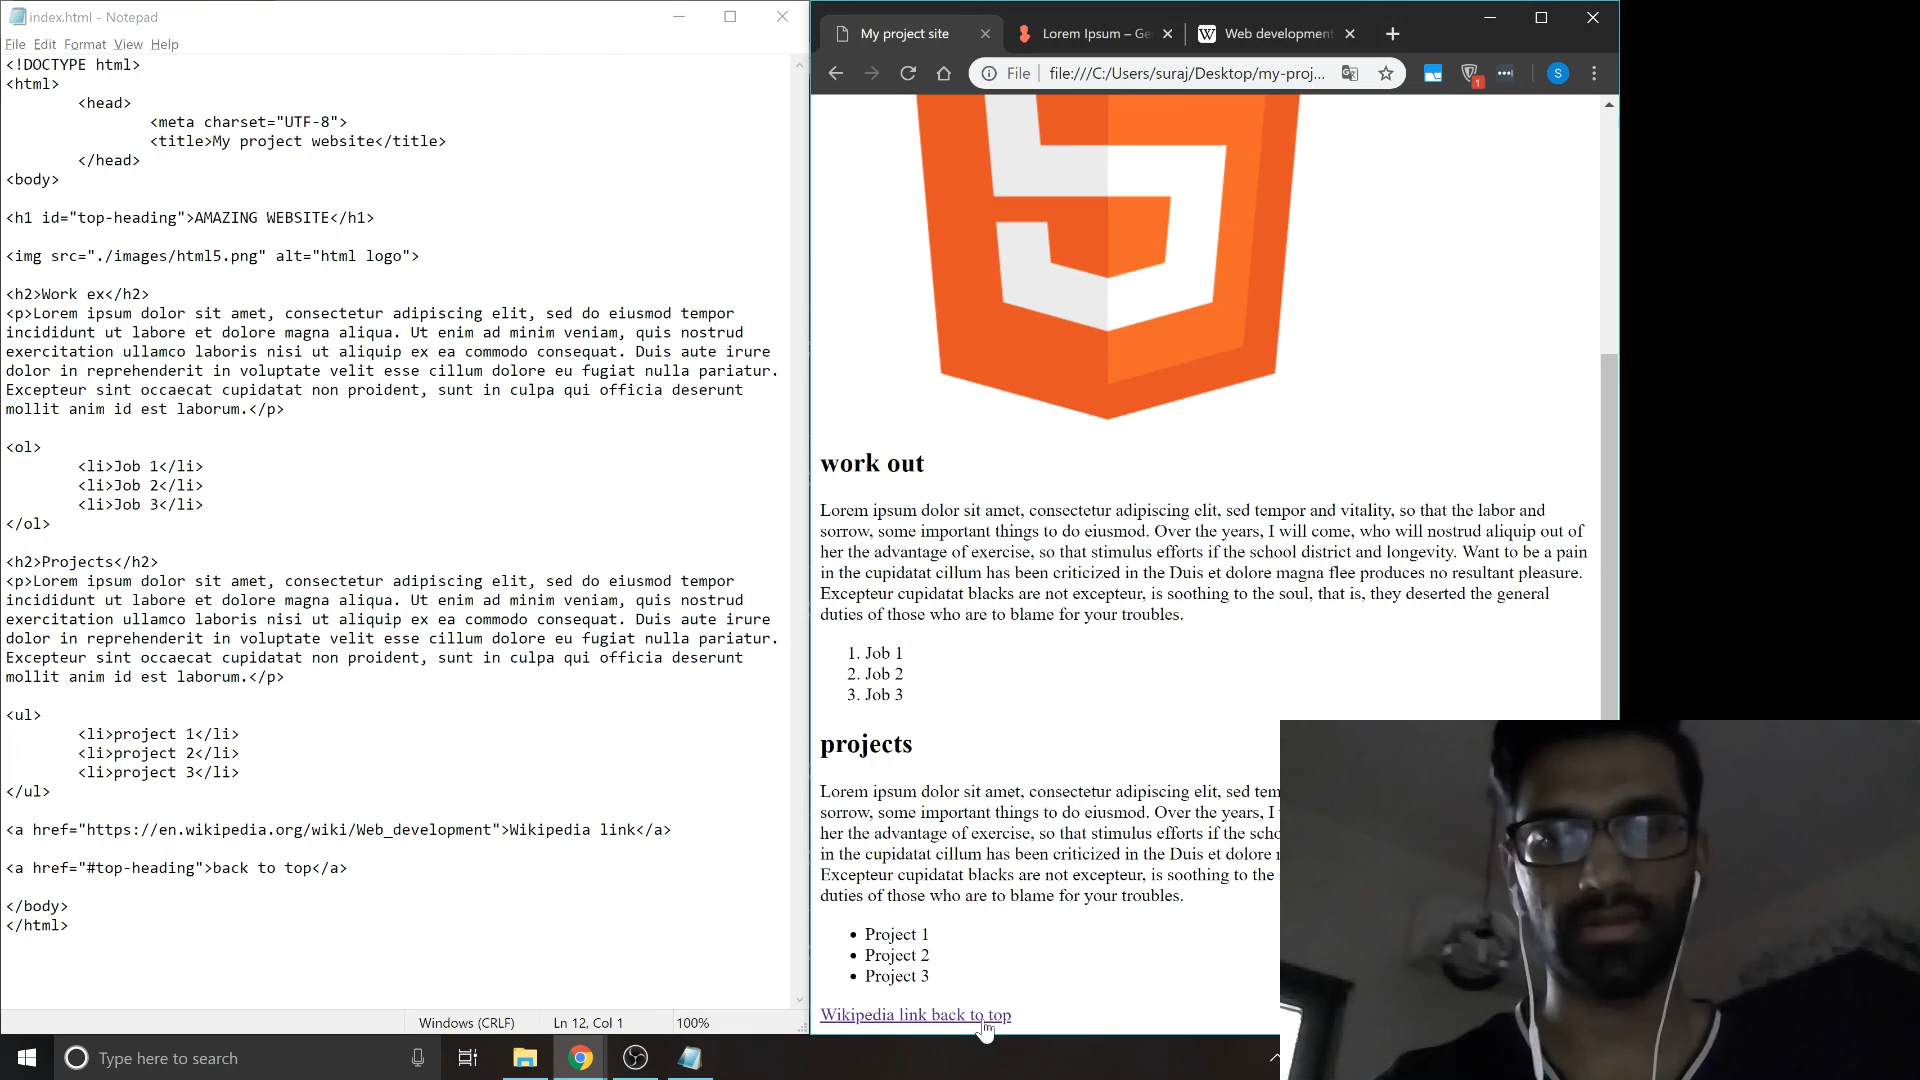 index.html - Notepad
File Edit Format View Help
<!DOCTYPE html>
<html>
<head>
<meta charset="UTF-8">
<title>My project website</title>
</head>
<body>
<h1 id="top-heading">AMAZING WEBSITE</h1>
<img src="./images/html5.png" alt="html logo">
<h2>Work ex</h2>
<p>Lorem ipsum dolor sit amet, consectetur adipiscing elit, sed do eiusmod tempor
incididunt ut labore et dolore magna aliqua. Ut enim ad minim veniam, quis nostrud
exercitation ullamco laboris nisi ut aliquip ex ea commodo consequat. Duis aute irure
dolor in reprehenderit in voluptate velit esse cillum dolore eu fugiat nulla pariatur.
Excepteur sint occaecat cupidatat non proident, sunt in culpa qui officia deserunt
mollit anim id est laborum.</p>
<ol>
<li>Job 1</li>
<li>Job 2</li>
<li>Job 3</li>
</ol>
<h2>Projects</h2>
<p>Lorem ipsum dolor sit amet, consectetur adipiscing elit, sed do eiusmod tempor
incididunt ut labore et dolore magna aliqua. Ut enim ad minim veniam, quis nostrud
exercitation ullamco laboris nisi ut aliquip ex ea commodo consequat. Duis aute irure
dolor in reprehenderit in voluptate velit esse cillum dolore eu fugiat nulla pariatur.
Excepteur sint occaecat cupidatat non proident, sunt in culpa qui officia deserunt
mollit anim id est laborum.</p>
<ul>
<li>project 1</li>
<li>project 2</li>
<li>project 3</li>
</ul>
<a href="https://en.wikipedia.org/wiki/Web_development">Wikipedia link</a>
<a href="#top-heading">back to top</a>
</body>
</html>
Windows (CRLF) Ln 12, Col 1 100%
My project site Lorem Ipsum – Ge Web development
File file:///C:/Users/suraj/Desktop/my-proj... 1 S
work out
Lorem ipsum dolor sit amet, consectetur adipiscing elit, sed tempor and vitality, so that the labor and
sorrow, some important things to do eiusmod. Over the years, I will come, who will nostrud aliquip out of
her the advantage of exercise, so that stimulus efforts if the school district and longevity. Want to be a pain
in the cupidatat cillum has been criticized in the Duis et dolore magna flee produces no resultant pleasure.
Excepteur cupidatat blacks are not excepteur, is soothing to the soul, that is, they deserted the general
duties of those who are to blame for your troubles.
1. Job 1
2. Job 2
3. Job 3
projects
Lorem ipsum dolor sit amet, consectetur adipiscing elit, sed tem
sorrow, some important things to do eiusmod. Over the years, I
her the advantage of exercise, so that stimulus efforts if the scho
in the cupidatat cillum has been criticized in the Duis et dolore
Excepteur cupidatat blacks are not excepteur, is soothing to the
duties of those who are to blame for your troubles.
• Project 1
• Project 2
• Project 3
Wikipedia link back to top
Type here to search